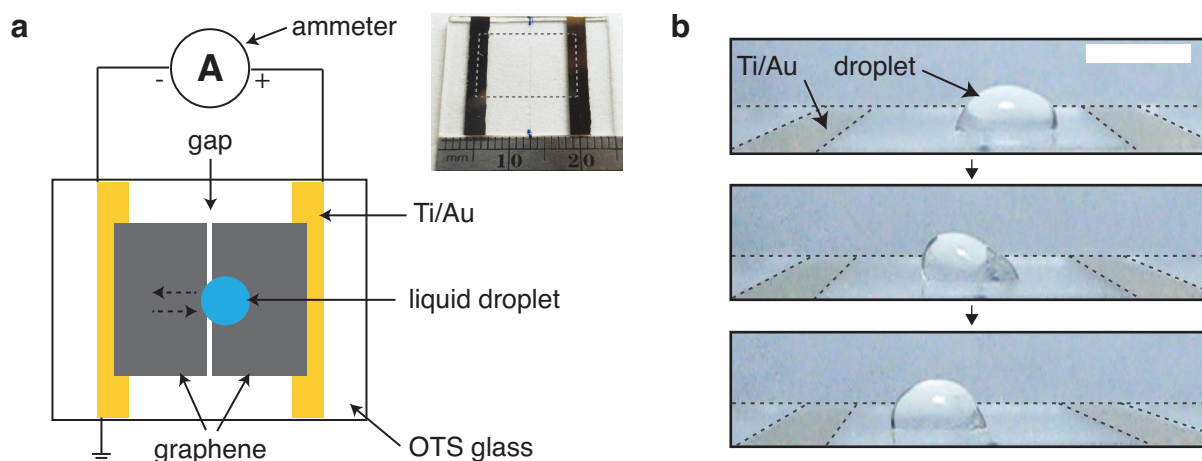 a
ammeter
A
- +
gap
mm 10 20
Ti/Au
liquid droplet
graphene
OTS glass
b
Ti/Au droplet